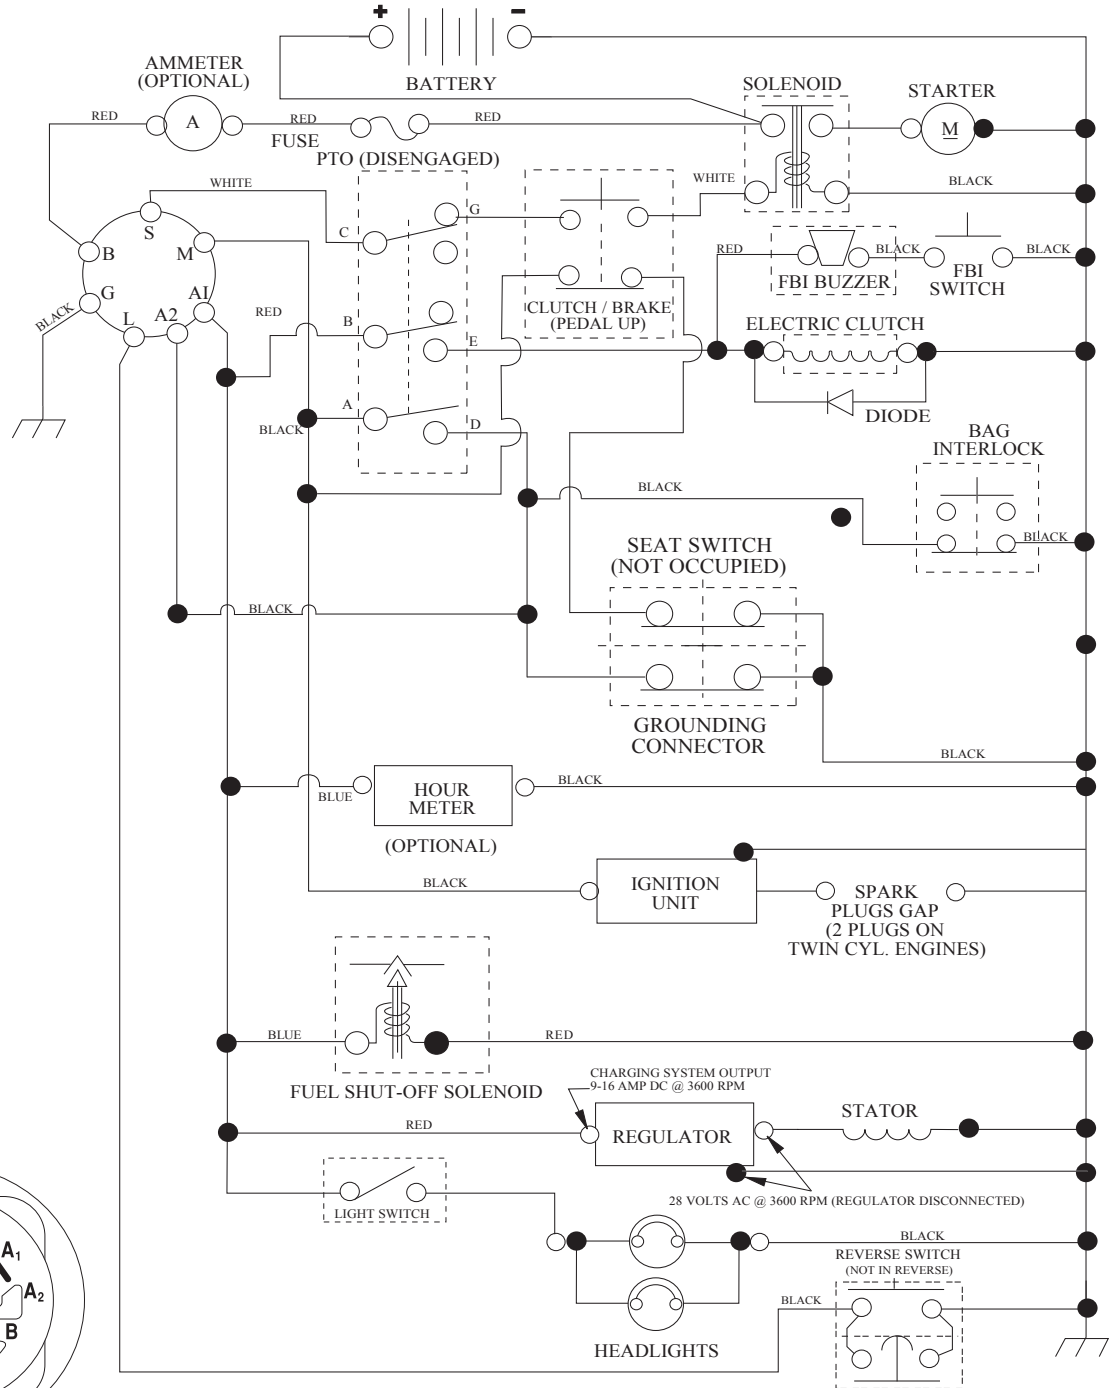 +
−
BATTERY
AMMETER
(OPTIONAL)
RED
A
RED
FUSE
RED
SOLENOID
STARTER
M
PTO (DISENGAGED)
WHITE
WHITE
BLACK
S
B
M
G
L
A2
A1
BLACK
C
G
B
E
A
D
RED
BLACK
CLUTCH / BRAKE
(PEDAL UP)
RED
FBI BUZZER
BLACK
FBI
SWITCH
BLACK
ELECTRIC CLUTCH
DIODE
BAG
INTERLOCK
BLACK
BLACK
SEAT SWITCH
(NOT OCCUPIED)
BLACK
GROUNDING
CONNECTOR
BLACK
BLUE
HOUR
METER
BLACK
(OPTIONAL)
BLACK
IGNITION
UNIT
SPARK
PLUGS GAP
(2 PLUGS ON
TWIN CYL. ENGINES)
BLUE
RED
FUEL SHUT-OFF SOLENOID
CHARGING SYSTEM OUTPUT
9-16 AMP DC @ 3600 RPM
RED
REGULATOR
STATOR
28 VOLTS AC @ 3600 RPM (REGULATOR DISCONNECTED)
LIGHT SWITCH
BLACK
REVERSE SWITCH
(NOT IN REVERSE)
BLACK
HEADLIGHTS
A1
A2
B